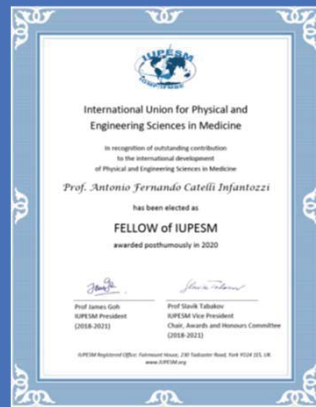 IUPESM
International Union for Physical and
Engineering Sciences in Medicine
In recognition of outstanding contribution
to the international development
of Physical and Engineering Sciences in Medicine
Prof. Antonio Fernando Catelli Infantozzi
has been elected as
FELLOW of IUPESM
awarded posthumously in 2020
Prof James Goh
IUPESM President
(2018-2021)
Prof Slavik Tabakov
IUPESM Vice President
Chair, Awards and Honours Committee
(2018-2021)
IUPESM Registered Office: Fairmount House, 230 Tadcaster Road, York YO24 1ES, UK
www.IUPESM.org